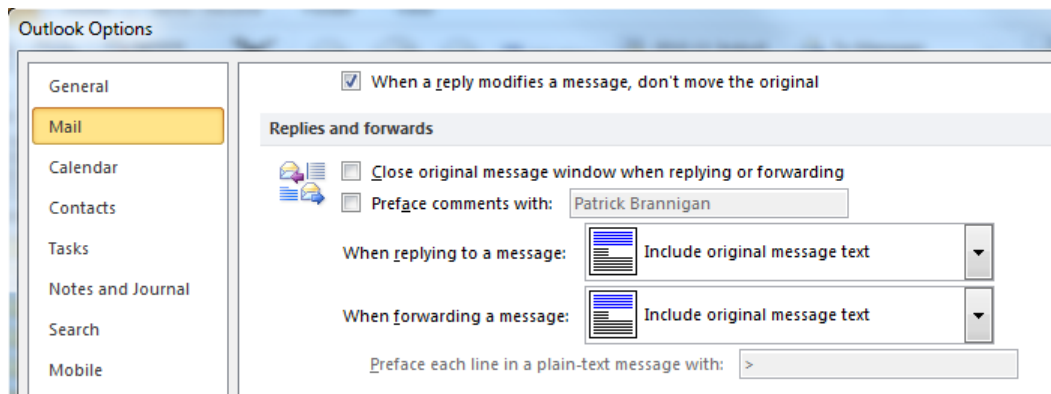 Outlook Options
General
Mail
Calendar
Contacts
Tasks
Notes and Journal
Search
Mobile
When a reply modifies a message, don't move the original
Replies and forwards
Close original message window when replying or forwarding
Preface comments with: Patrick Brannigan
When replying to a message: Include original message text
When forwarding a message: Include original message text
Preface each line in a plain-text message with: >